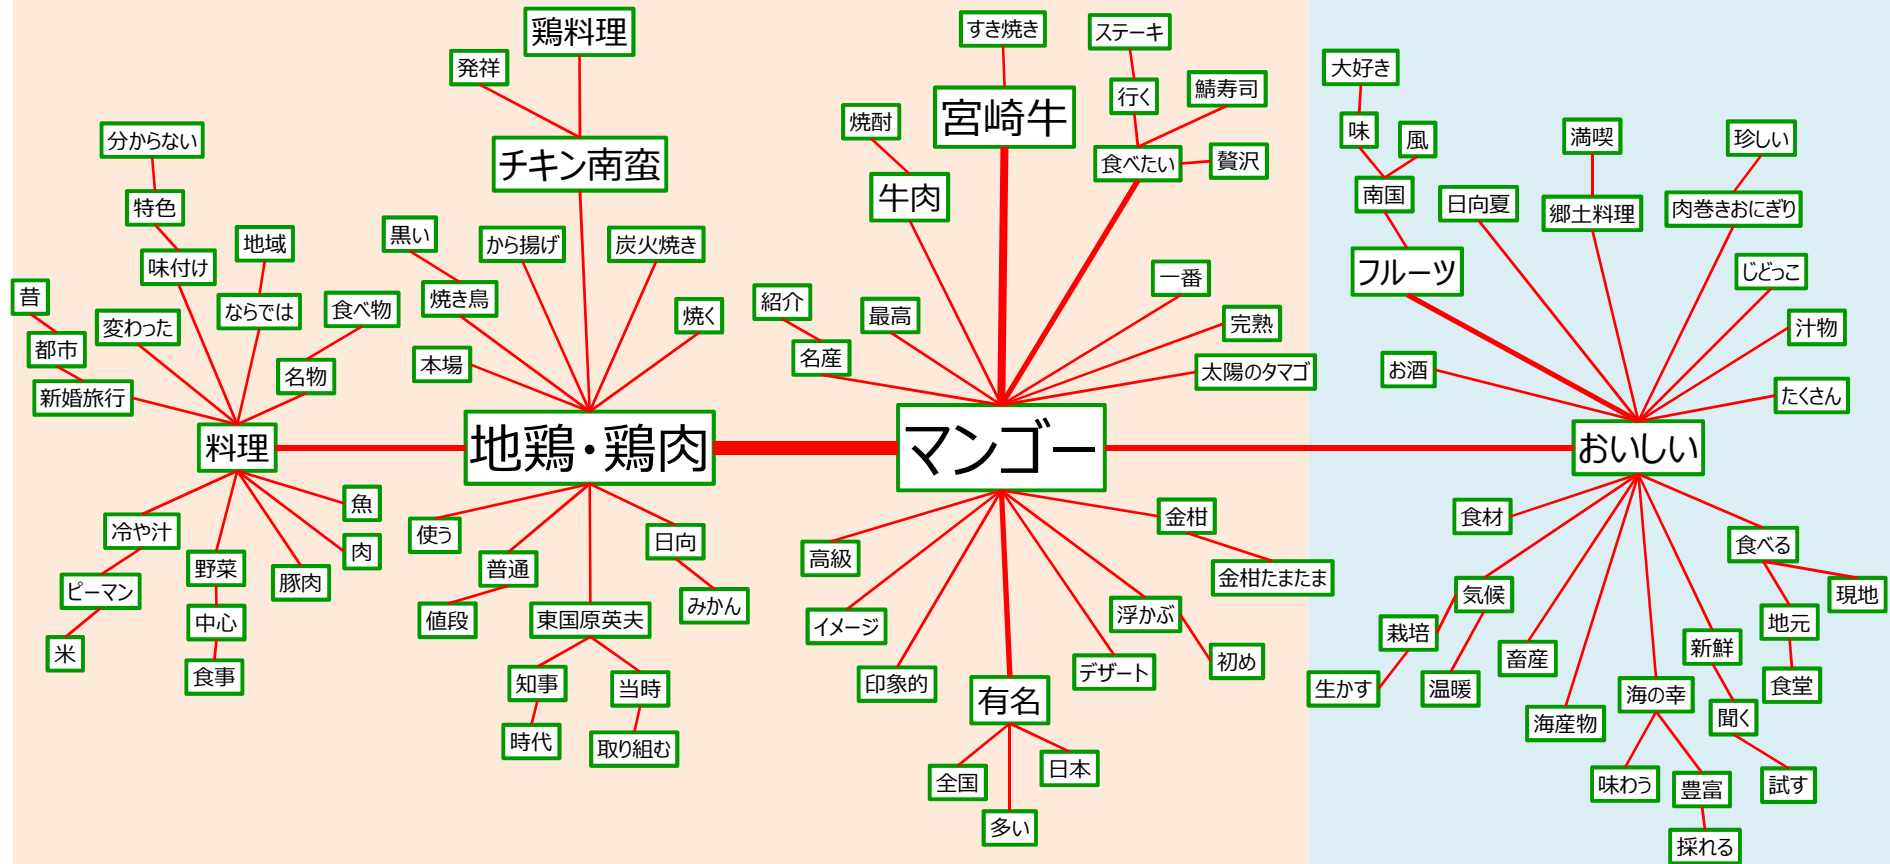 鶏料理
発祥
チキン南蛮
分からない
特色
味付け
地域
ならでは
食べ物
名物
昔
都市
新婚旅行
変わった
料理
黒い
焼き鳥
から揚げ
炭火焼き
焼く
本場
地鶏・鶏肉
冷や汁
ピーマン
米
野菜
中心
食事
豚肉
肉
魚
使う
普通
値段
東国原英夫
知事
時代
当時
取り組む
日向
みかん
すき焼き
宮崎牛
ステーキ
行く
鯖寿司
食べたい
贅沢
焼酎
牛肉
紹介
名産
最高
一番
完熟
太陽のタマゴ
マンゴー
高級
イメージ
印象的
有名
全国
多い
日本
デザート
浮かぶ
初め
金柑
金柑たまたま
大好き
味
風
南国
フルーツ
日向夏
満喫
郷土料理
珍しい
肉巻きおにぎり
じどっこ
汁物
たくさん
お酒
おいしい
食材
気候
栽培
生かす
温暖
畜産
海産物
海の幸
味わう
豊富
採れる
新鮮
聞く
試す
食べる
現地
地元
食堂